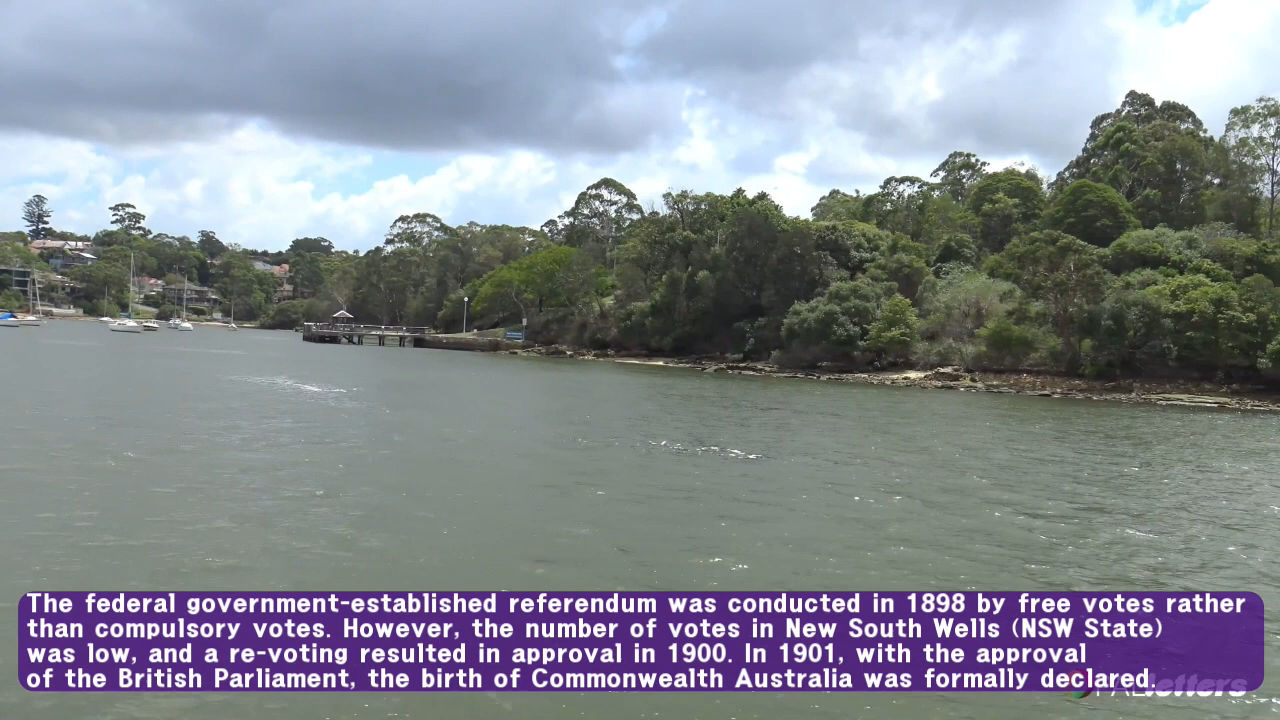 The federal government-established referendum was conducted in 1898 by free votes rather
than compulsory votes. However, the number of votes in New South Wells (NSW State)
was low, and a re-voting resulted in approval in 1900. In 1901, with the approval
of the British Parliament, the birth of Commonwealth Australia was formally declared.
letters